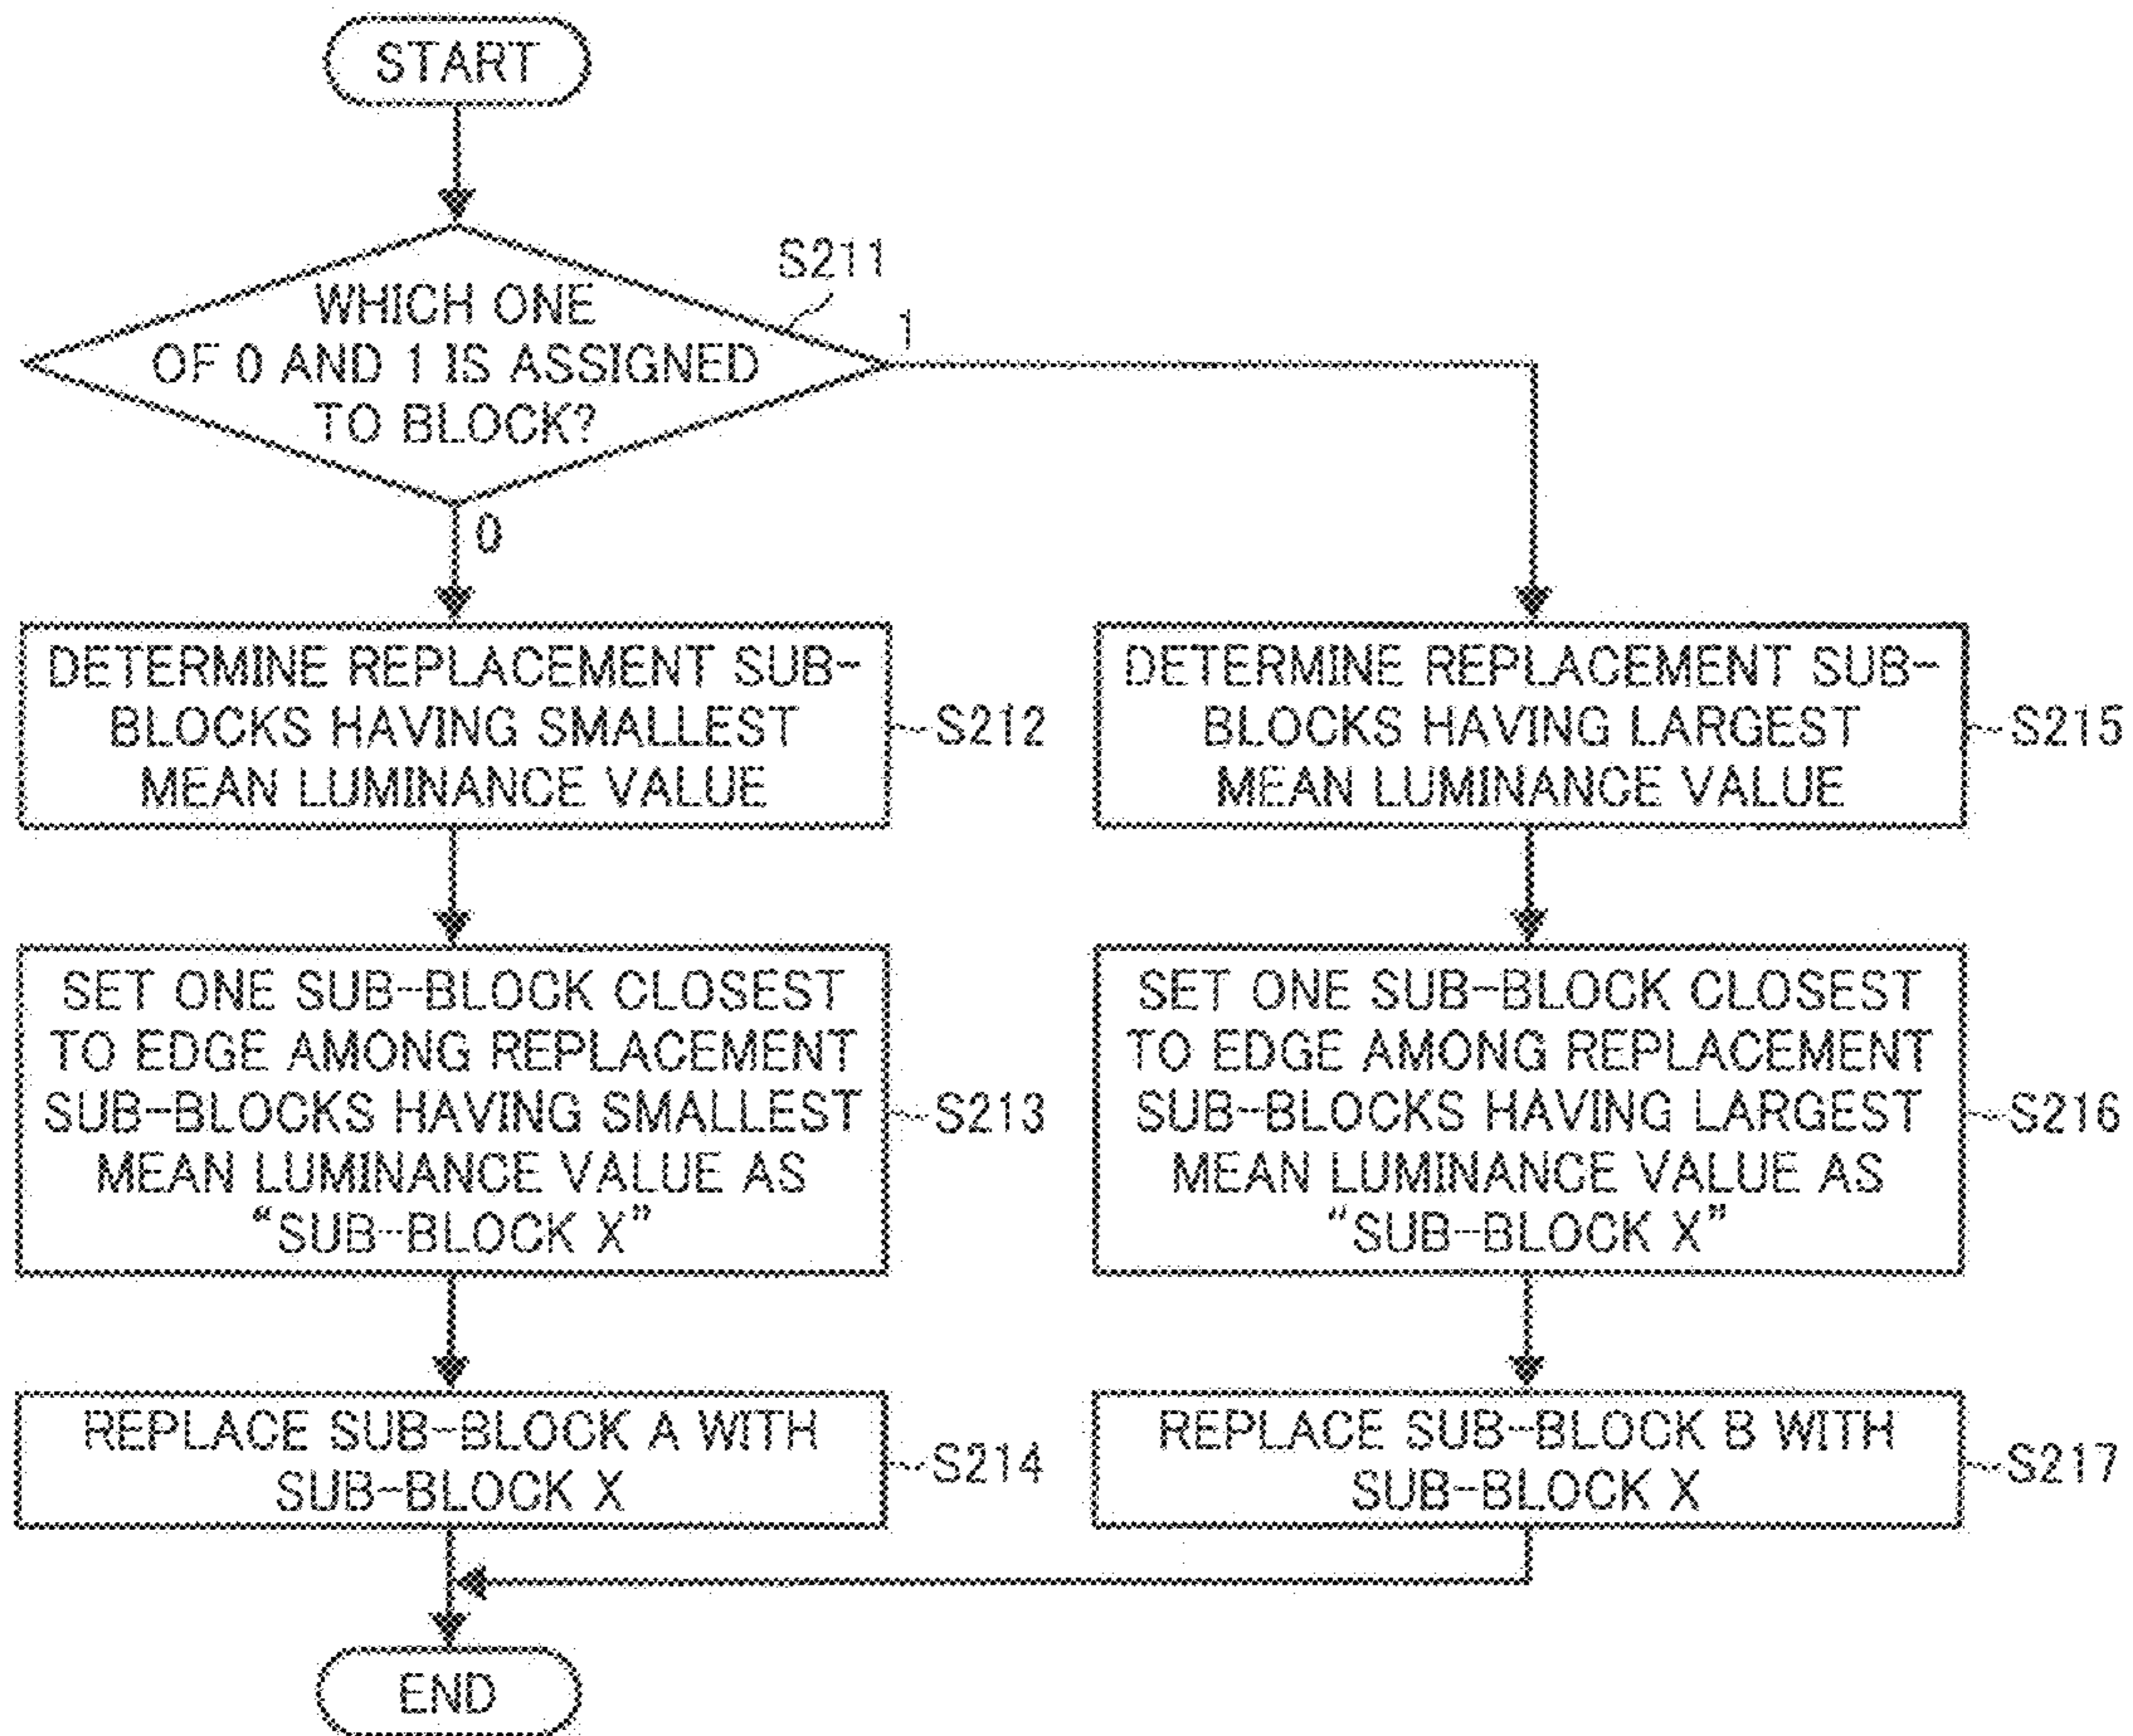 START
S211
WHICH ONE
OF 0 AND 1 IS ASSIGNED
TO BLOCK?
1
0
DETERMINE REPLACEMENT SUB-
BLOCKS HAVING SMALLEST
MEAN LUMINANCE VALUE
S212
SET ONE SUB-BLOCK CLOSEST
TO EDGE AMONG REPLACEMENT
SUB-BLOCKS HAVING SMALLEST
MEAN LUMINANCE VALUE AS
“SUB-BLOCK X”
S213
REPLACE SUB-BLOCK A WITH
SUB-BLOCK X
S214
DETERMINE REPLACEMENT SUB-
BLOCKS HAVING LARGEST
MEAN LUMINANCE VALUE
S215
SET ONE SUB-BLOCK CLOSEST
TO EDGE AMONG REPLACEMENT
SUB-BLOCKS HAVING LARGEST
MEAN LUMINANCE VALUE AS
“SUB-BLOCK X”
S216
REPLACE SUB-BLOCK B WITH
SUB-BLOCK X
S217
END